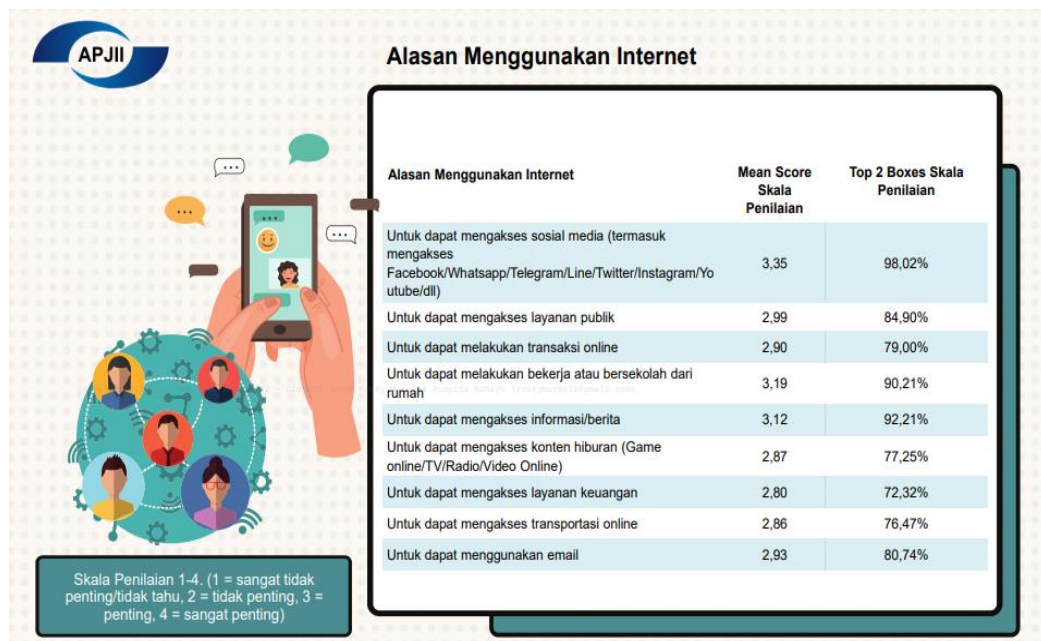 APJII
Alasan Menggunakan Internet
Alasan Menggunakan Internet
Mean Score
Skala
Penilaian
Top 2 Boxes Skala
Penilaian
Untuk dapat mengakses sosial media (termasuk
mengakses
Facebook/Whatsapp/Telegram/Line/Twitter/Instagram/Yo
utube/dll)
3,35
98,02%
Untuk dapat mengakses layanan publik
2,99
84,90%
Untuk dapat melakukan transaksi online
2,90
79,00%
Untuk dapat melakukan bekerja atau bersekolah dari
rumah
3,19
90,21%
Untuk dapat mengakses informasi/berita
3,12
92,21%
Untuk dapat mengakses konten hiburan (Game
online/TV/Radio/Video Online)
2,87
77,25%
Untuk dapat mengakses layanan keuangan
2,80
72,32%
Untuk dapat mengakses transportasi online
2,86
76,47%
Untuk dapat menggunakan email
2,93
80,74%
Skala Penilaian 1-4. (1 = sangat tidak
penting/tidak tahu, 2 = tidak penting, 3 =
penting, 4 = sangat penting)